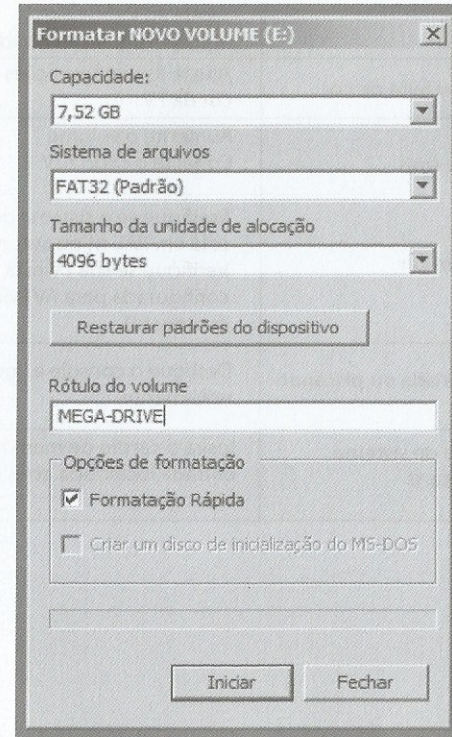 Formatar NOVO VOLUME (E:)
Capacidade:
7,52 GB
Sistema de arquivos
FAT32 (Padrão)
Tamanho da unidade de alocação
4096 bytes
Restaurar padrões do dispositivo
Rótulo do volume
MEGA-DRIVE
Opções de formatação
Formatação Rápida
Criar um disco de inicialização do MS-DOS
Iniciar
Fechar